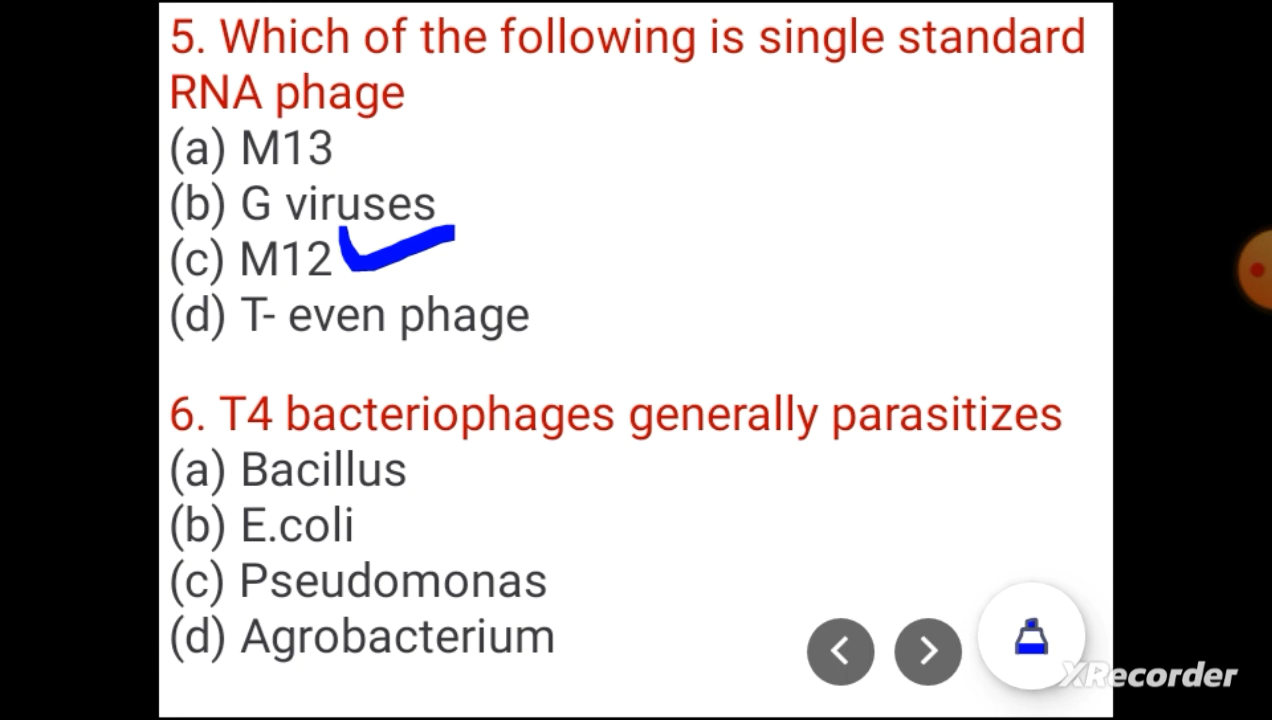 5. Which of the following is single standard
RNA phage
(a) M13
(b) G viruses
(c) M12
(d) T- even phage
6. T4 bacteriophages generally parasitizes
(a) Bacillus
(b) E.coli
(c) Pseudomonas
(d) Agrobacterium
XRecorder